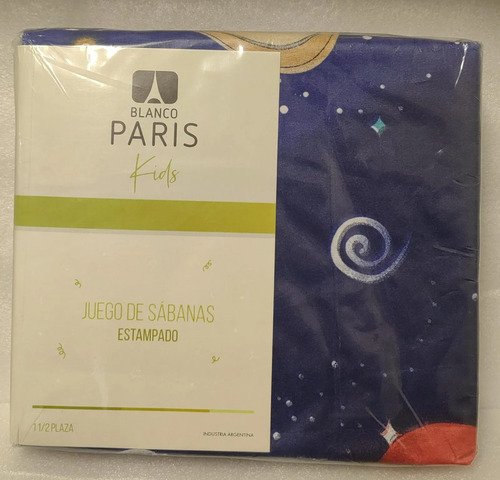 BLANCO
PARIS
Kids
JUEGO DE SÁBANAS
ESTAMPADO
1 1/2 PLAZA
INDUSTRIA ARGENTINA